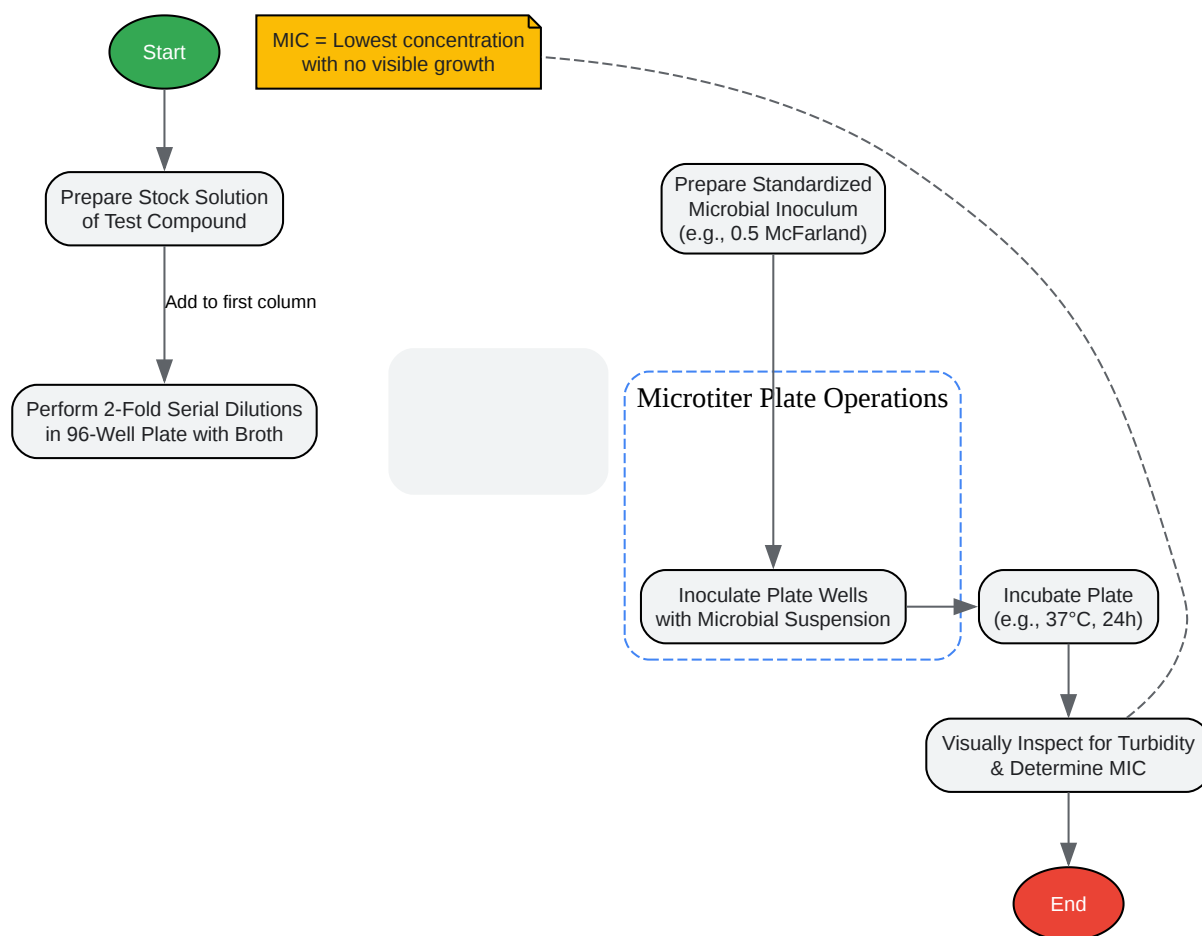 Start
MIC = Lowest concentration
with no visible growth
Prepare Stock Solution
of Test Compound
Prepare Standardized
Microbial Inoculum
(e.g., 0.5 McFarland)
Add to first column
Perform 2-Fold Serial Dilutions
in 96-Well Plate with Broth
Microtiter Plate Operations
Inoculate Plate Wells
with Microbial Suspension
Incubate Plate
(e.g., 37°C, 24h)
Visually Inspect for Turbidity
& Determine MIC
End